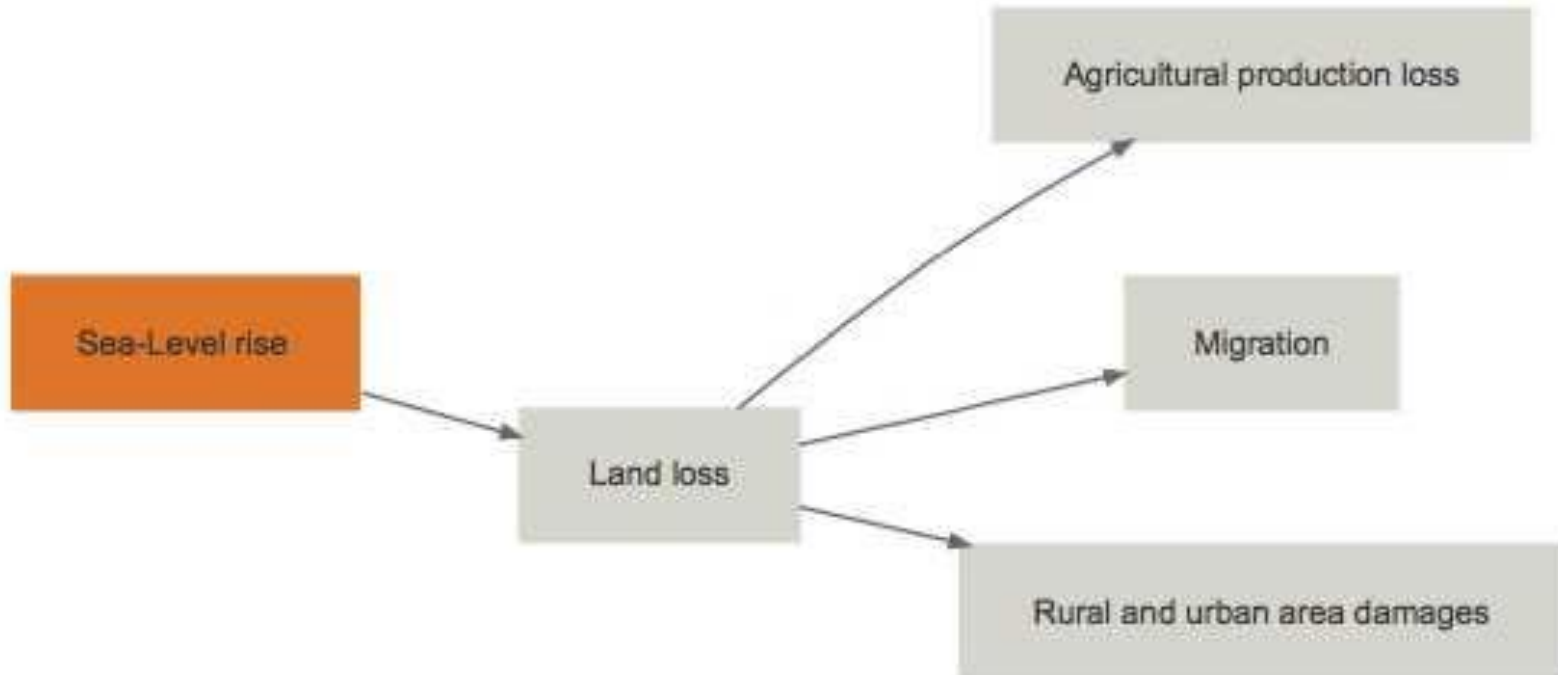 Agricultural production loss
Sea-Level rise
Migration
Land loss
Rural and urban area damages